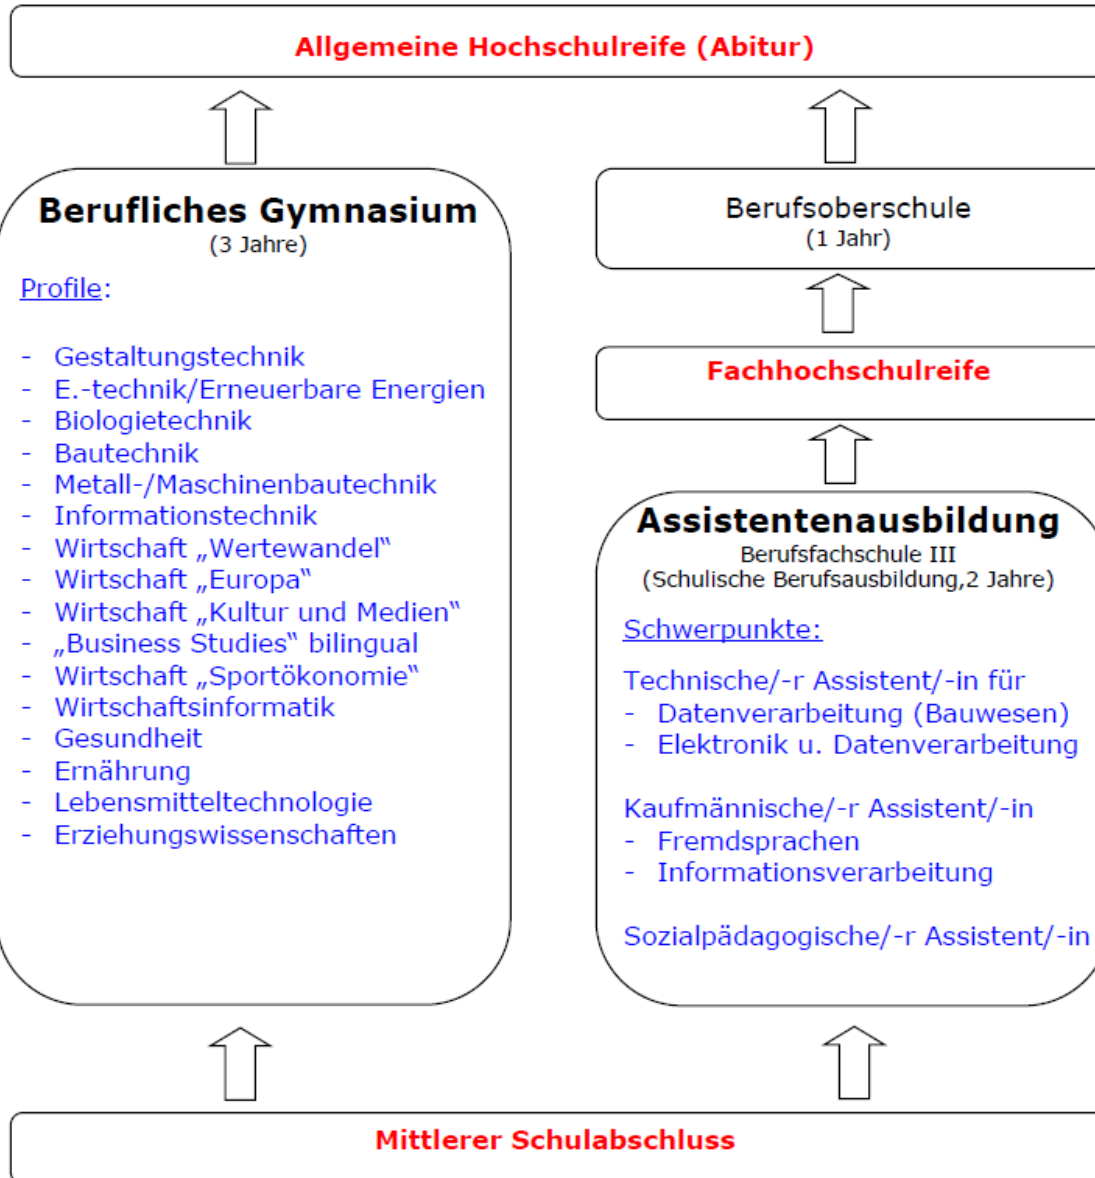 Allgemeine Hochschulreife (Abitur)
Berufliches Gymnasium
(3 Jahre)
Profile:
- Gestaltungstechnik
- E.-technik/Erneuerbare Energien
- Biologietechnik
- Bautechnik
- Metall-/Maschinenbautechnik
- Informationstechnik
- Wirtschaft „Wertewandel“
- Wirtschaft „Europa“
- Wirtschaft „Kultur und Medien“
- „Business Studies“ bilingual
- Wirtschaft „Sportökonomie“
- Wirtschaftsinformatik
- Gesundheit
- Ernährung
- Lebensmitteltechnologie
- Erziehungswissenschaften
Berufsoberschule
(1 Jahr)
Fachhochschulreife
Assistentenausbildung
Berufsfachschule III
(Schulische Berufsausbildung,2 Jahre)
Schwerpunkte:
Technische/-r Assistent/-in für
- Datenverarbeitung (Bauwesen)
- Elektronik u. Datenverarbeitung
Kaufmännische/-r Assistent/-in
- Fremdsprachen
- Informationsverarbeitung
Sozialpädagogische/-r Assistent/-in
Mittlerer Schulabschluss